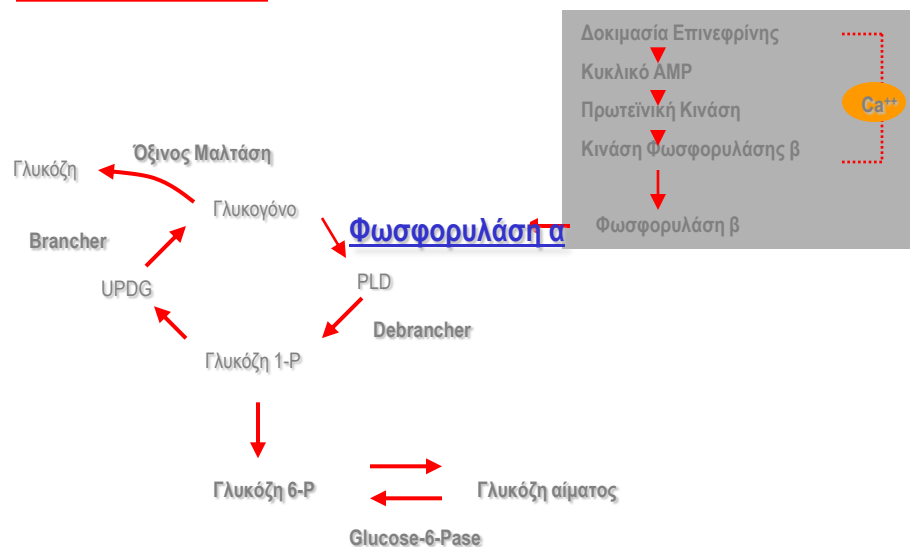 Δοκιμασία Επινεφρίνης
Κυκλικό AMP
Πρωτεϊνική Κινάση
Κινάση Φωσφορυλάσης β
Ca++
Φωσφορυλάση β
Όξινος Μαλτάση
Γλυκόζη
Γλυκογόνο
Φωσφορυλάση α
Brancher
UPDG
PLD
Debrancher
Γλυκόζη 1-P
Γλυκόζη 6-P
Γλυκόζη αίματος
Glucose-6-Pase